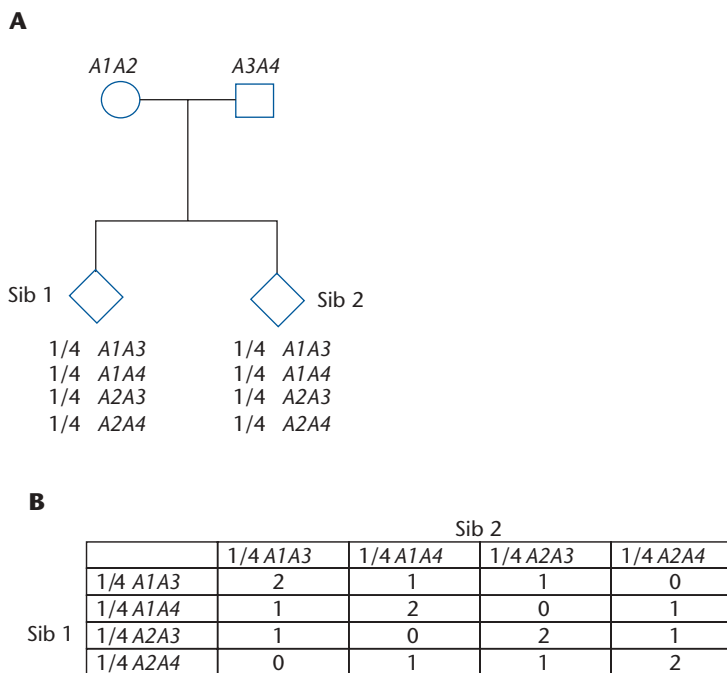 A
A1A2 A3A4
Sib 1 Sib 2
1/4 A1A3 1/4 A1A3
1/4 A1A4 1/4 A1A4
1/4 A2A3 1/4 A2A3
1/4 A2A4 1/4 A2A4
B
Sib 2
1/4 A1A3 1/4 A1A4 1/4 A2A3 1/4 A2A4
1/4 A1A3 2 1 1 0
1/4 A1A4 1 2 0 1
Sib 1 1/4 A2A3 1 0 2 1
1/4 A2A4 0 1 1 2